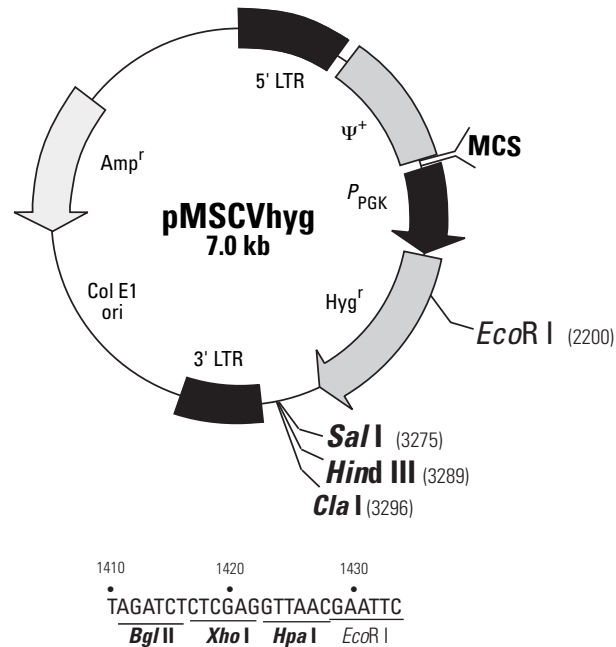 5' LTR
Ψ+
MCS
Ampʳ
PPGK
pMSCVhyg
7.0 kb
Col E1
ori
Hygʳ
EcoR I (2200)
3' LTR
Sal I (3275)
Hind III (3289)
Cla I (3296)
1410 1420 1430
TAGATCTCTCGAGGTTAACGAATTC
Bgl II Xho I Hpa I EcoR I